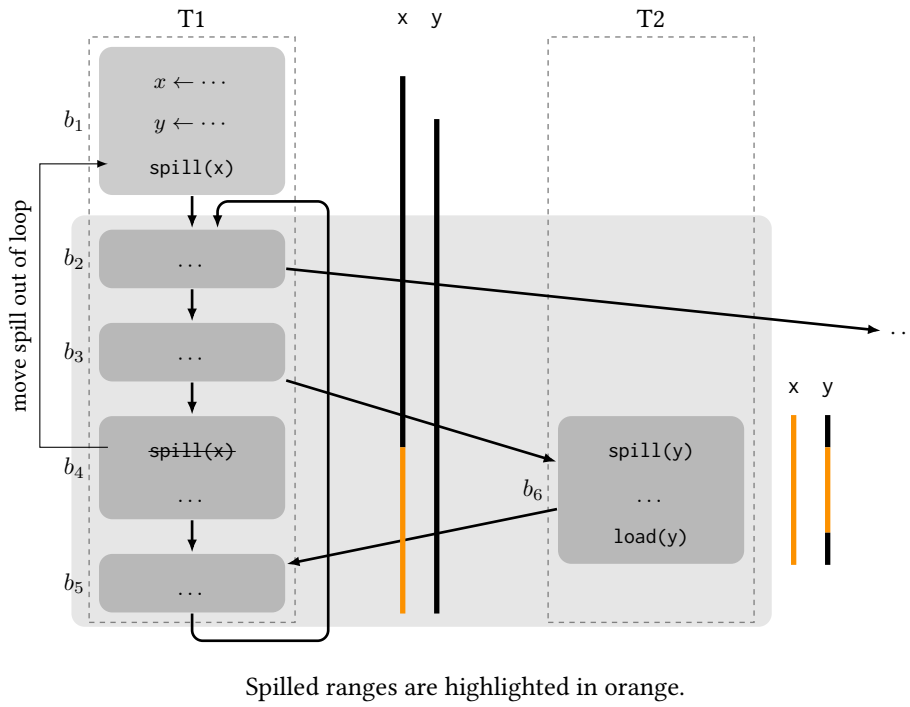 T1
x y
T2
x ← ⋯
y ← ⋯
spill(x)
b1
move spill out of loop
b2
...
...
b3
...
x y
spill(x)
b4
...
spill(y)
b6
...
load(y)
b5
...
Spilled ranges are highlighted in orange.